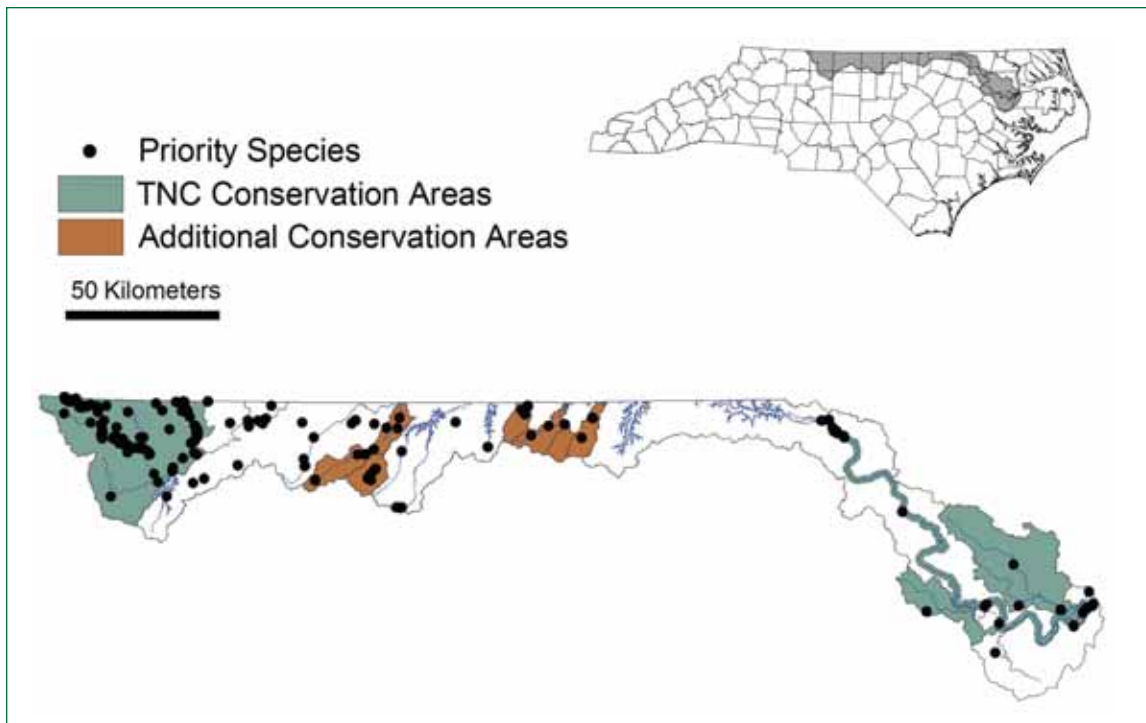 Priority Species
TNC Conservation Areas
Additional Conservation Areas
50 Kilometers